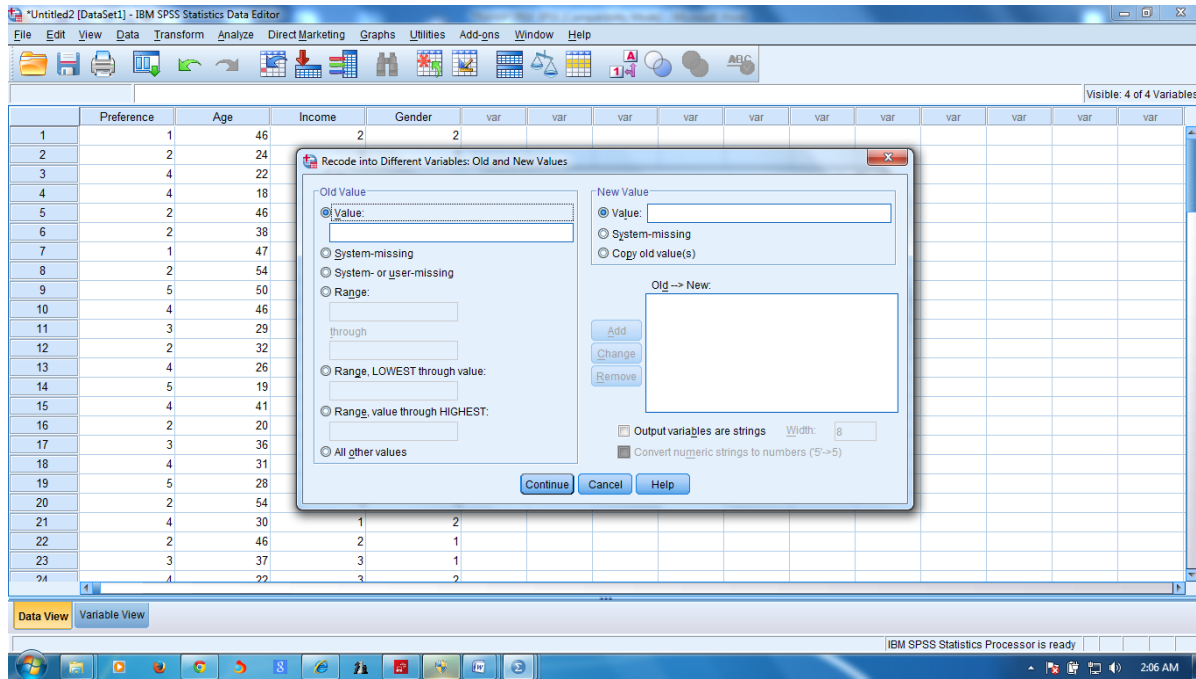 *Untitled2 [DataSet1] - IBM SPSS Statistics Data Editor
File Edit View Data Transform Analyze Direct Marketing Graphs Utilities Add-ons Window Help
Visible: 4 of 4 Variables
Preference Age Income Gender var var var var var var var var var var var
1 1 46 2 2
2 2 24
3 4 22
4 4 18
5 2 46
6 2 38
7 1 47
8 2 54
9 5 50
10 4 46
11 3 29
12 2 32
13 4 26
14 5 19
15 4 41
16 2 20
17 3 36
18 4 31
19 5 28
20 2 54
21 4 30 1 2
22 2 46 2 1
23 3 37 3 1
24 4 22 3 2
Recode into Different Variables: Old and New Values
Old Value
Value:
System-missing
System- or user-missing
Range:
through
Range, LOWEST through value:
Range, value through HIGHEST:
All other values
New Value
Value:
System-missing
Copy old value(s)
Old --> New:
Add
Change
Remove
Output variables are strings Width: 8
Convert numeric strings to numbers ('5'->5)
Continue Cancel Help
Data View Variable View
IBM SPSS Statistics Processor is ready
2:06 AM